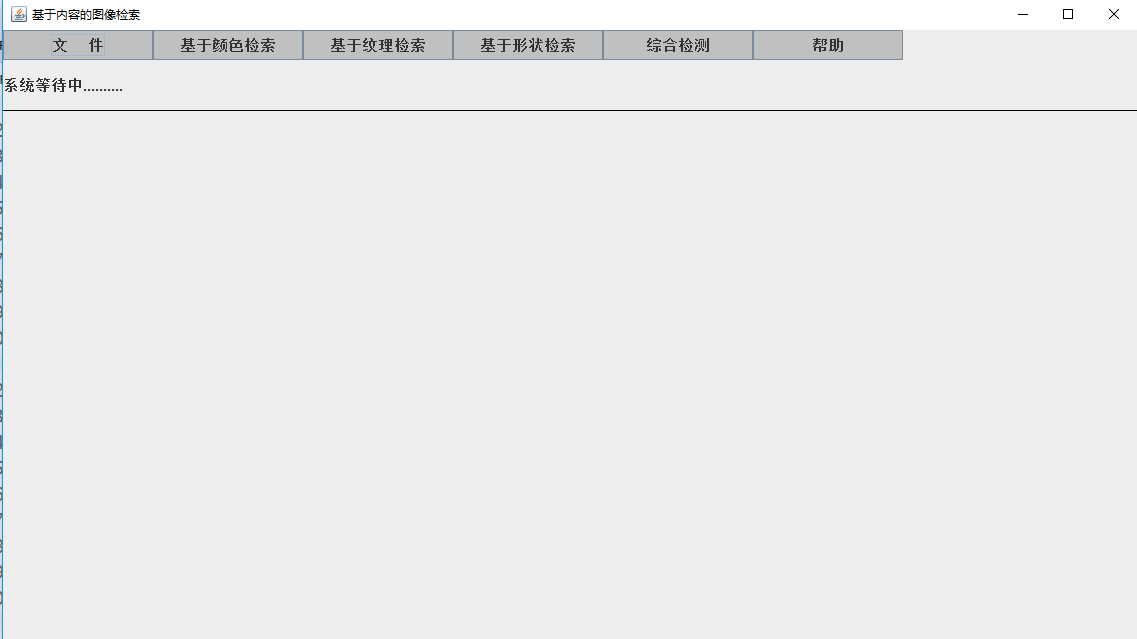 基于内容的图像检索
文 件 基于颜色检索 基于纹理检索 基于形状检索 综合检测 帮助
系统等待中..........